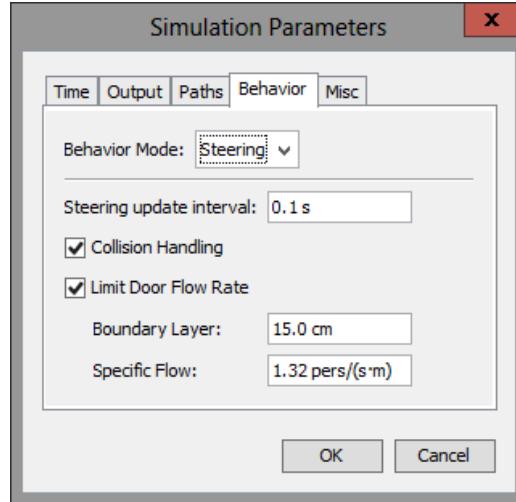 Simulation Parameters x
Time Output Paths Behavior Misc
Behavior Mode: Steering
Steering update interval: 0.1 s
Collision Handling
Limit Door Flow Rate
Boundary Layer: 15.0 cm
Specific Flow: 1.32 pers/(s·m)
OK Cancel